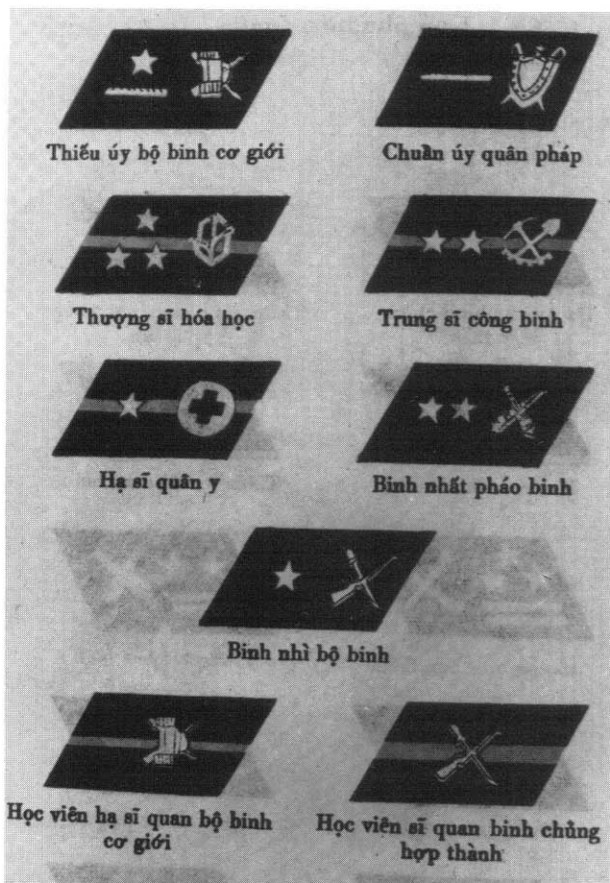 Thiếu úy bộ binh cơ giới
Chuẩn úy quân pháp
Thượng sĩ hóa học
Trung sĩ công binh
Hạ sĩ quân y
Binh nhất pháo binh
Binh nhì bộ binh
Học viên hạ sĩ quan bộ binh
cơ giới
Học viên sĩ quan binh chủng
hợp thành